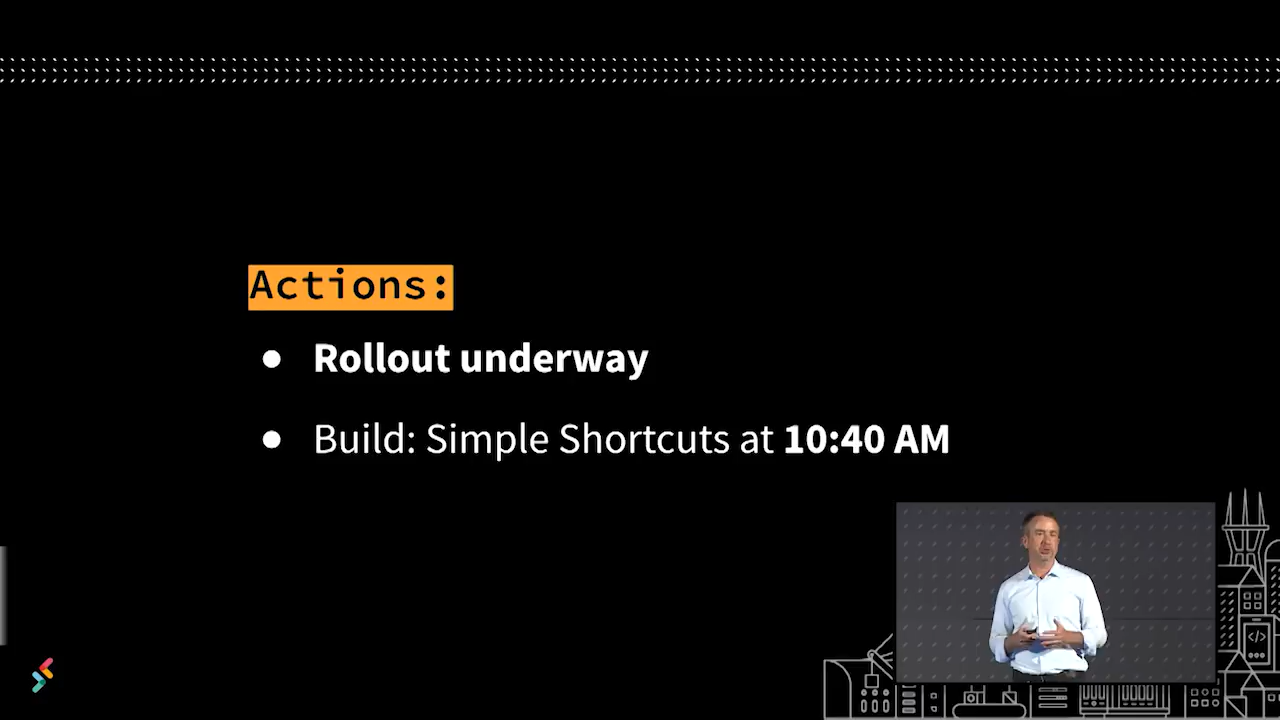 Actions:
● Rollout underway
● Build: Simple Shortcuts at 10:40 AM
</>